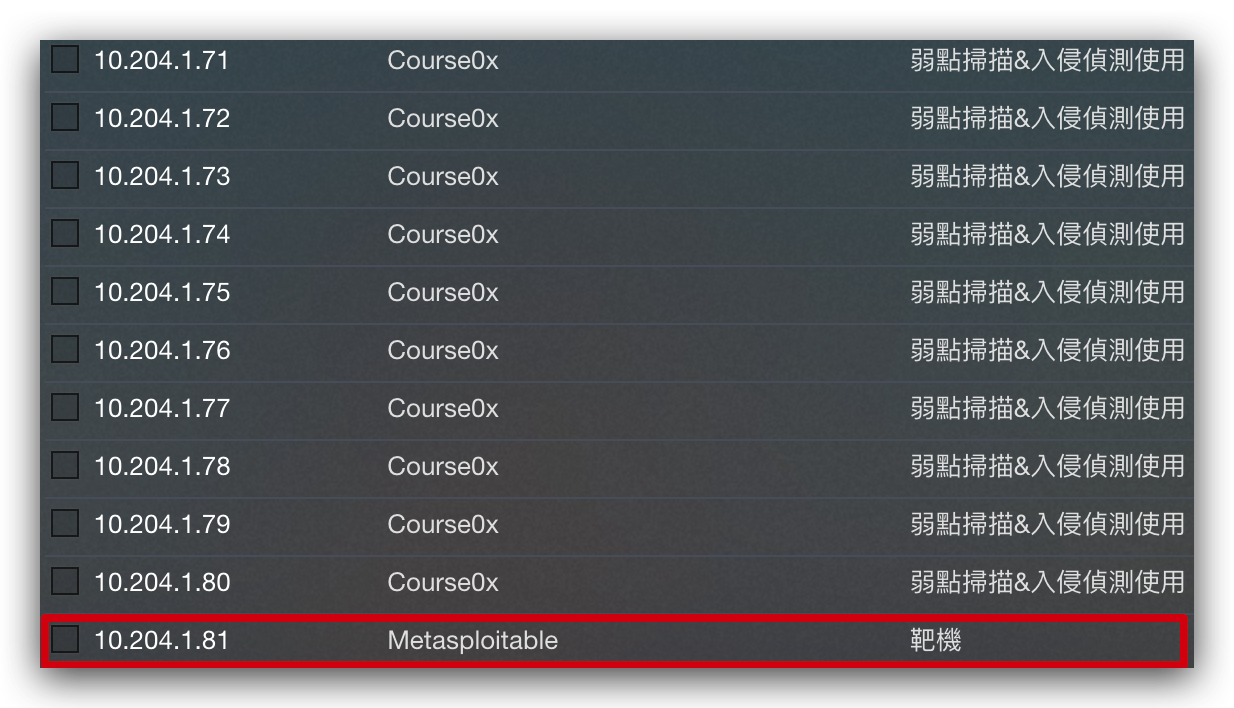 10.204.1.71 Course0x 弱點掃描&入侵偵測使用
10.204.1.72 Course0x 弱點掃描&入侵偵測使用
10.204.1.73 Course0x 弱點掃描&入侵偵測使用
10.204.1.74 Course0x 弱點掃描&入侵偵測使用
10.204.1.75 Course0x 弱點掃描&入侵偵測使用
10.204.1.76 Course0x 弱點掃描&入侵偵測使用
10.204.1.77 Course0x 弱點掃描&入侵偵測使用
10.204.1.78 Course0x 弱點掃描&入侵偵測使用
10.204.1.79 Course0x 弱點掃描&入侵偵測使用
10.204.1.80 Course0x 弱點掃描&入侵偵測使用
10.204.1.81 Metasploitable 靶機